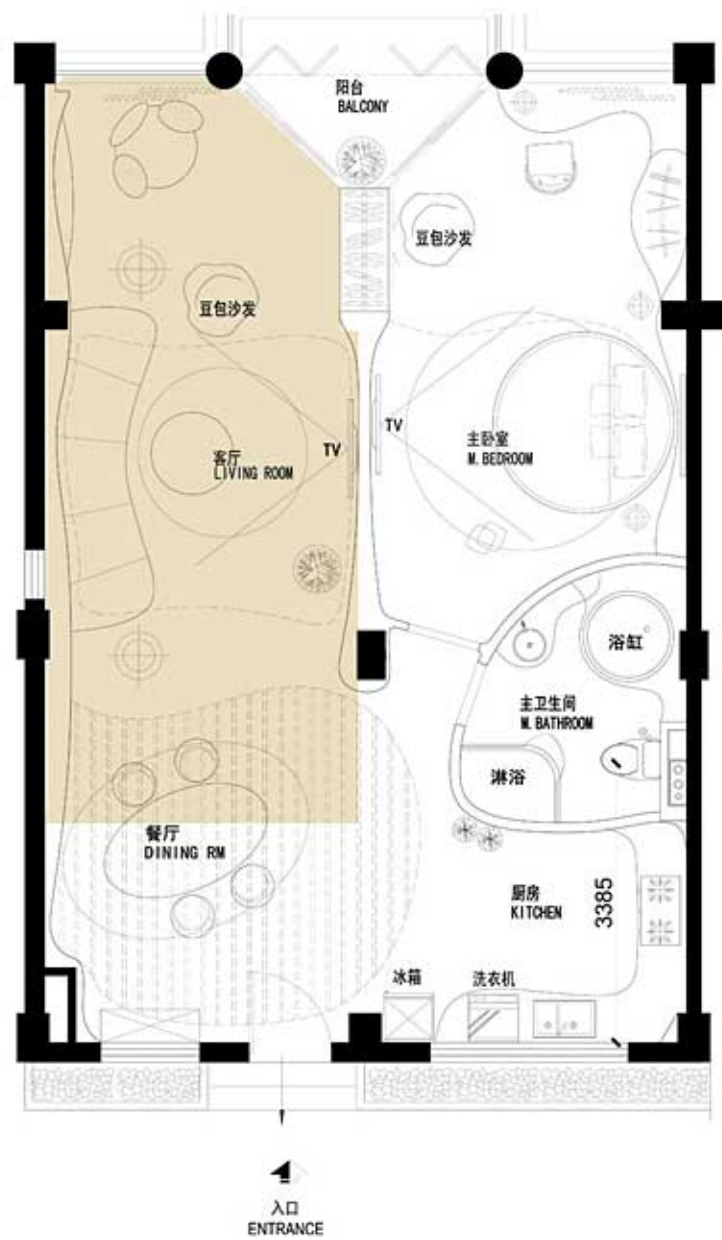 阳台
BALCONY
豆包沙发
豆包沙发
TV
TV
客厅
LIVING ROOM
主卧室
M.BEDROOM
浴缸
主卫生间
M.BATHROOM
淋浴
餐厅
DINING RM
厨房
KITCHEN
3385
冰箱
洗衣机
入口
ENTRANCE